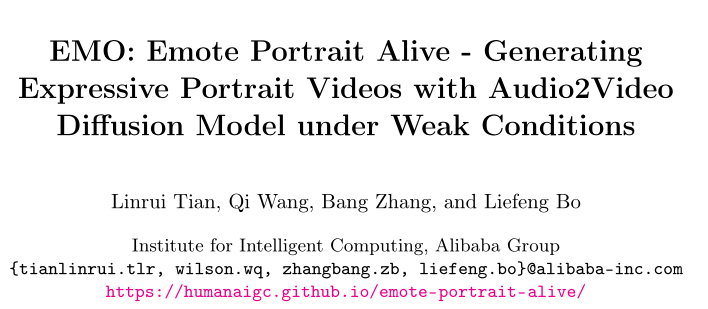 EMO: Emote Portrait Alive - Generating
Expressive Portrait Videos with Audio2Video
Diffusion Model under Weak Conditions
Linrui Tian, Qi Wang, Bang Zhang, and Liefeng Bo
Institute for Intelligent Computing, Alibaba Group
{tianlinrui.tlr, wilson.wq, zhangbang.zb, liefeng.bo}@alibaba-inc.com
https://humanaigc.github.io/emote-portrait-alive/